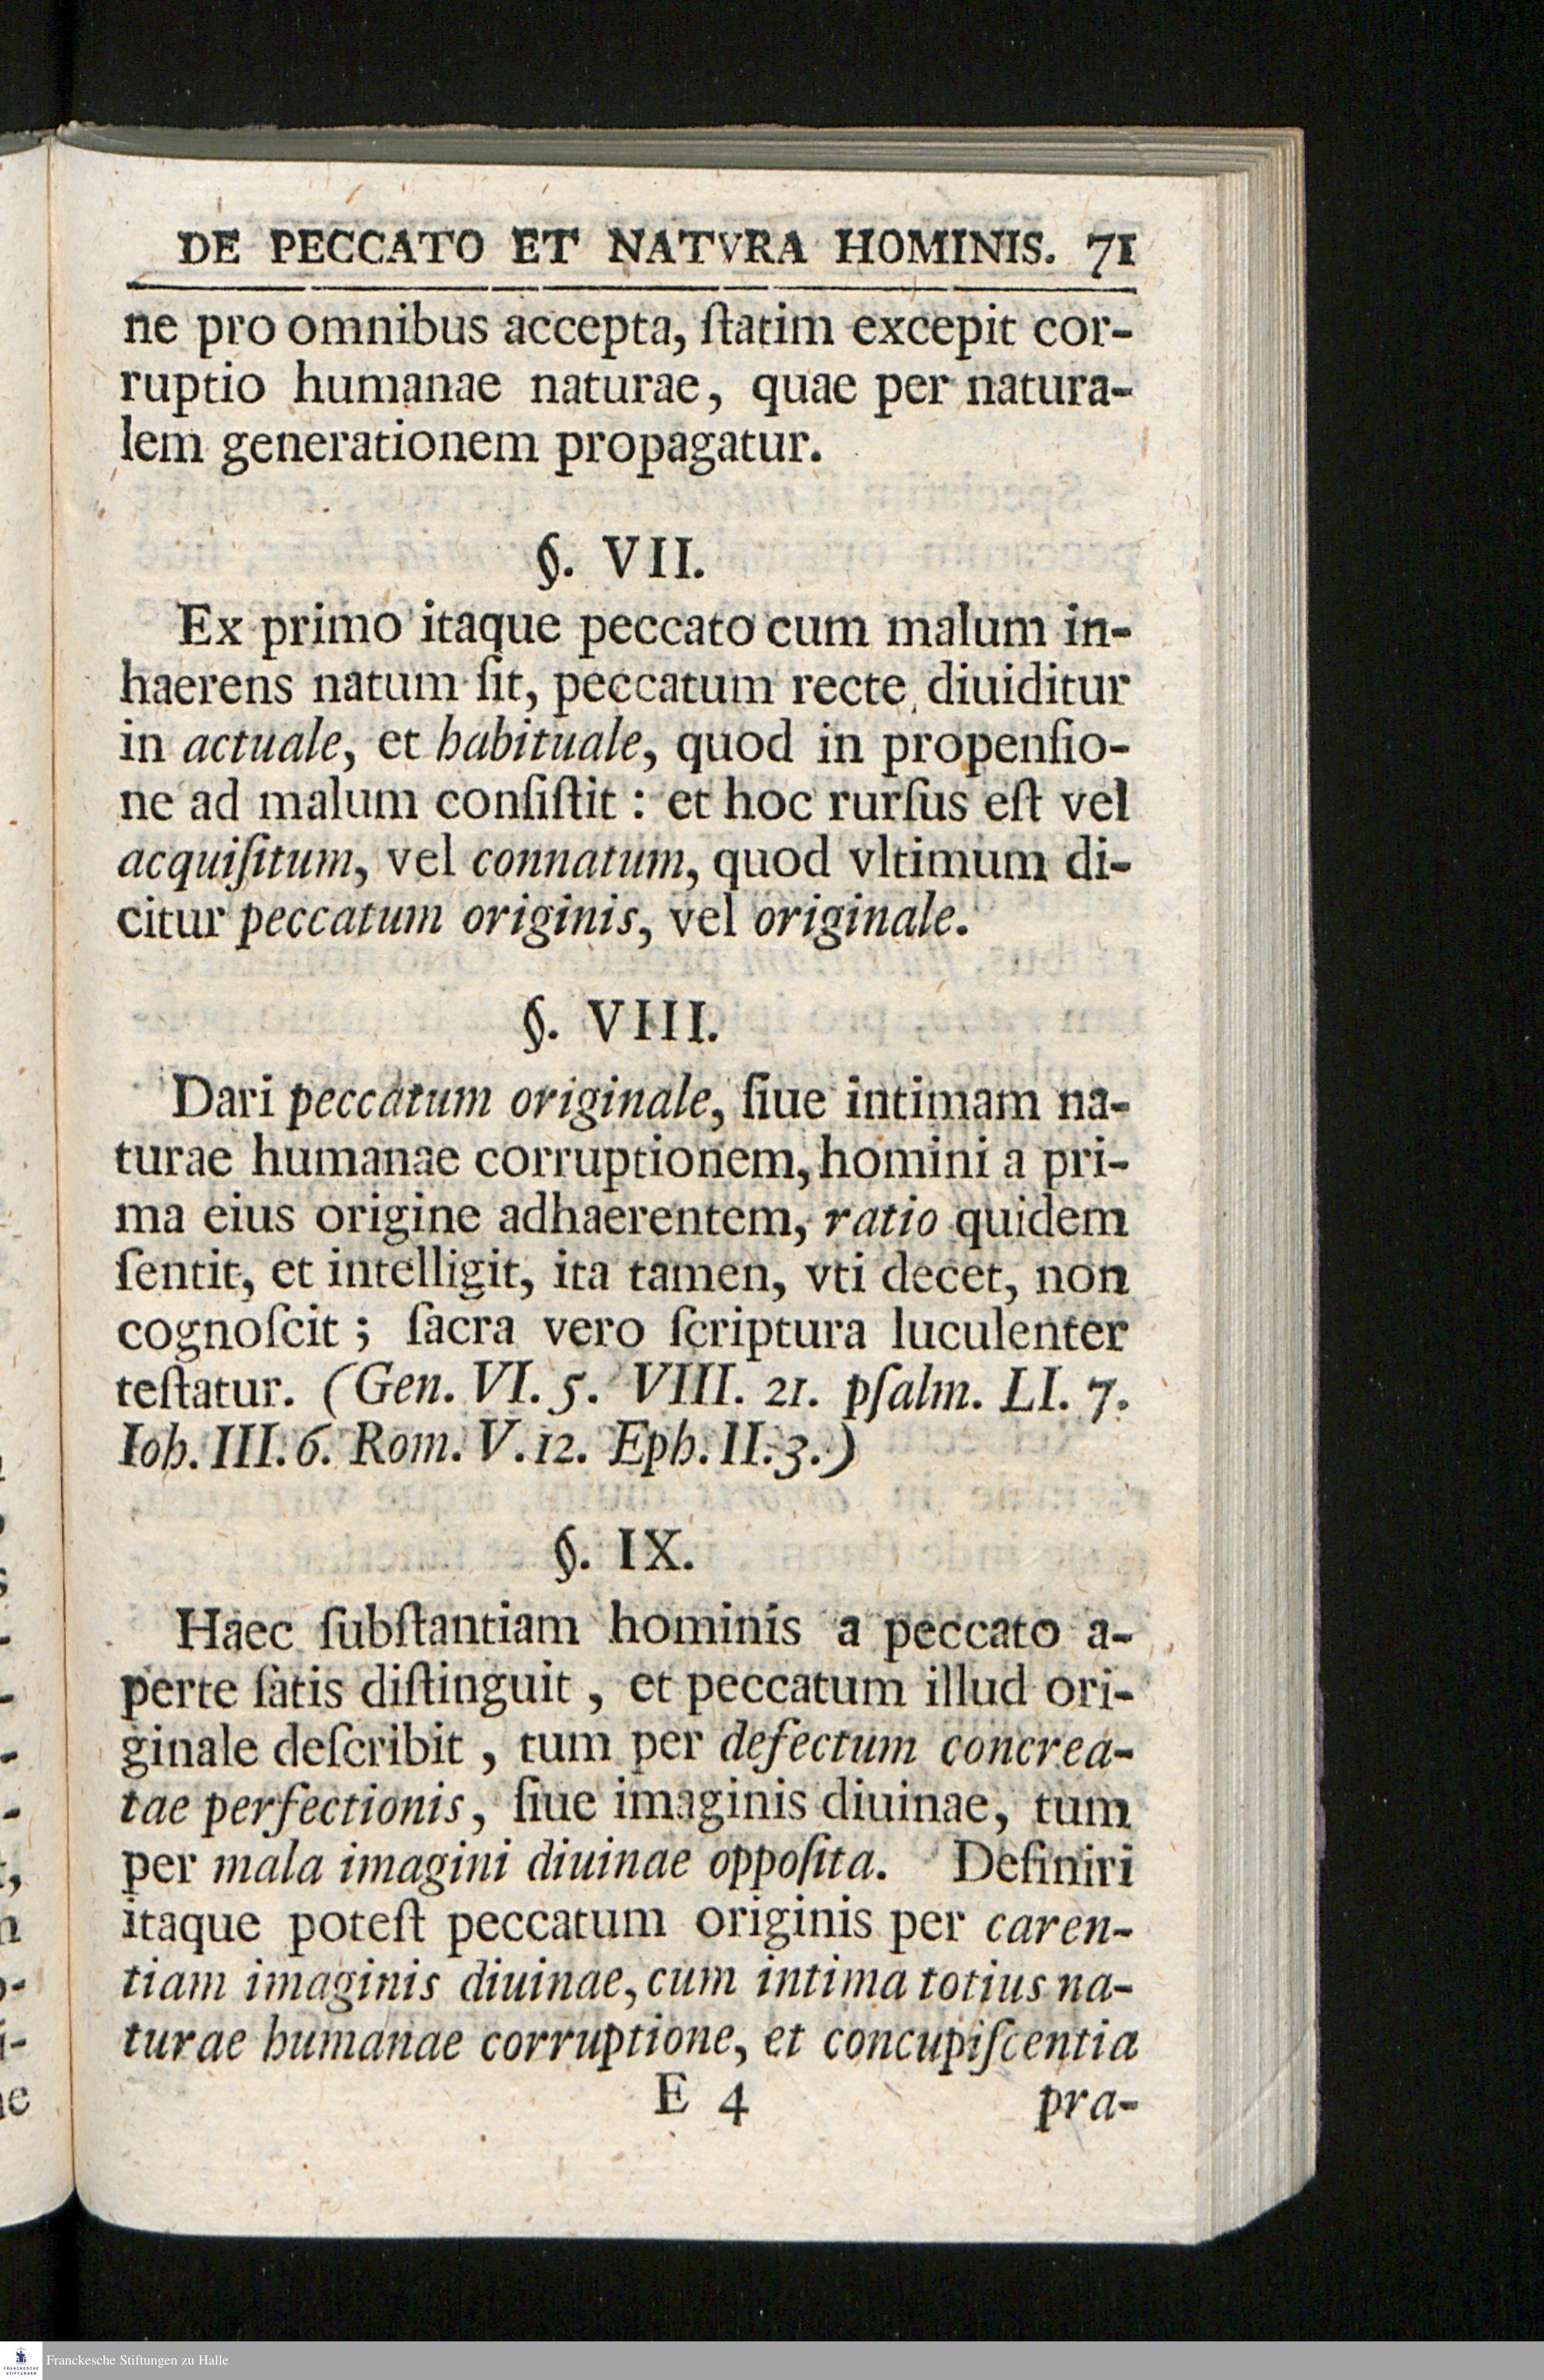 DE PECCATO ET NATVRA HOMINIS. 71
ne pro omnibus accepta, ſtatim excepit cor-
ruptio humanae naturae, quae per natura-
lem generationem propagatur.
§. VII.
Ex primo itaque peccato cum malum in-
haerens natum ſit, peccatum recte diuiditur
in actuale, et habituale, quod in propenſio-
ne ad malum conſiſtit: et hoc rurſus eſt vel
acquiſitum, vel connatum, quod vltimum di-
citur peccatum originis, vel originale.
§. VIII.
Dari peccatum originale, ſiue intimam na-
turae humanae corruptionem, homini a pri-
ma eius origine adhaerentem, ratio quidem
ſentit, et intelligit, ita tamen, vti decet, non
cognoſcit; ſacra vero ſcriptura luculenter
teſtatur. (Gen. VI. 5. VIII. 21. pſalm. LI. 7.
Ioh. III. 6. Rom. V. 12. Eph. II. 3.)
§. IX.
Haec ſubſtantiam hominis a peccato a-
perte ſatis diſtinguit, et peccatum illud ori-
ginale deſcribit, tum per defectum concrea-
tae perfectionis, ſiue imaginis diuinae, tum
per mala imagini diuinae oppoſita. Definiri
itaque poteſt peccatum originis per caren-
tiam imaginis diuinae, cum intima totius na-
turae humanae corruptione, et concupiſcentia
E 4 pra-
Franckesche Stiftungen zu Halle